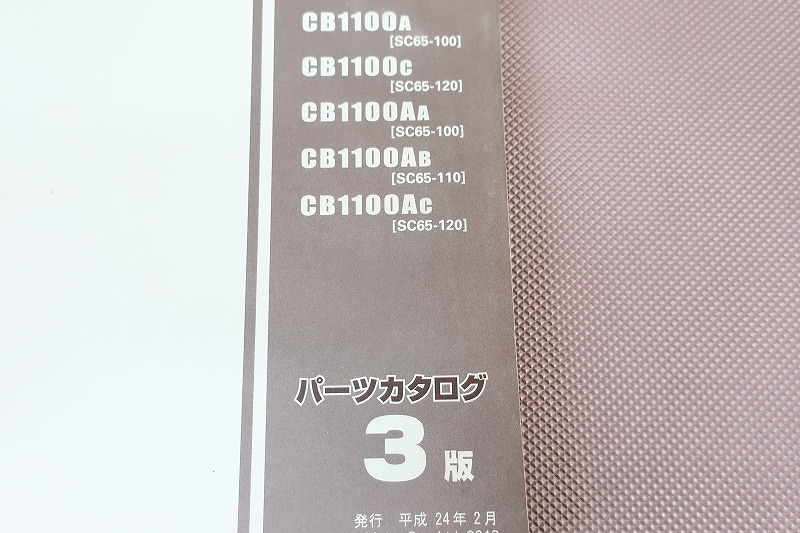 CB1100A
[SC65-100]
CB1100C
[SC65-120]
CB1100AA
[SC65-100]
CB1100AB
[SC65-110]
CB1100AC
[SC65-120]
パーツカタログ
3版
発行 平成 24年 2月